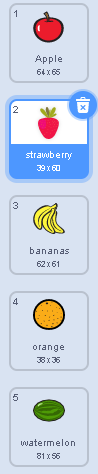 1
Apple
64 x 65
2
strawberry
39 x 60
3
bananas
62 x 61
4
orange
38 x 36
5
watermelon
81 x 56